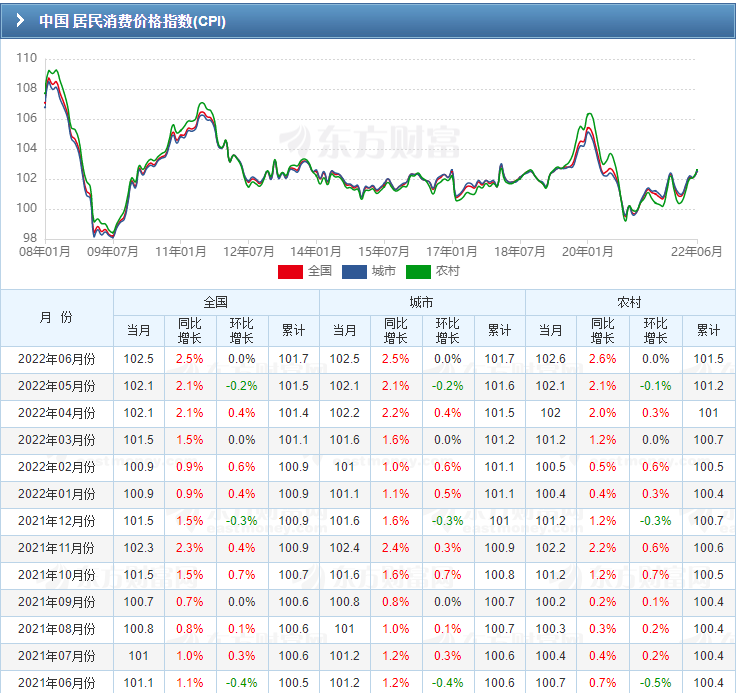 中国 居民消费价格指数(CPI)
110
108
106
104
102
100
98
08年01月 09年07月 11年01月 12年07月 14年01月 15年07月 17年01月 18年07月 20年01月 22年06月
东方财富
全国 城市 农村
月 份 全国 城市 农村
当月 同比增长 环比增长 累计 当月 同比增长 环比增长 累计 当月 同比增长 环比增长 累计
2022年06月份 102.5 2.5% 0.0% 101.7 102.5 2.5% 0.0% 101.7 102.6 2.6% 0.0% 101.5
2022年05月份 102.1 2.1% -0.2% 101.5 102.1 2.1% -0.2% 101.6 102.1 2.1% -0.1% 101.2
2022年04月份 102.1 2.1% 0.4% 101.4 102.2 2.2% 0.4% 101.5 102 2.0% 0.3% 101
2022年03月份 101.5 1.5% 0.0% 101.1 101.6 1.6% 0.0% 101.2 101.2 1.2% 0.0% 100.7
2022年02月份 100.9 0.9% 0.6% 100.9 101 1.0% 0.6% 101.1 100.5 0.5% 0.6% 100.5
2022年01月份 100.9 0.9% 0.4% 100.9 101.1 1.1% 0.5% 101.1 100.4 0.4% 0.3% 100.4
2021年12月份 101.5 1.5% -0.3% 100.9 101.6 1.6% -0.3% 101 101.2 1.2% -0.3% 100.7
2021年11月份 102.3 2.3% 0.4% 100.9 102.4 2.4% 0.3% 100.9 102.2 2.2% 0.6% 100.6
2021年10月份 101.5 1.5% 0.7% 100.7 101.6 1.6% 0.7% 100.8 101.2 1.2% 0.7% 100.5
2021年09月份 100.7 0.7% 0.0% 100.6 100.8 0.8% 0.0% 100.7 100.2 0.2% 0.1% 100.4
2021年08月份 100.8 0.8% 0.1% 100.6 101 1.0% 0.1% 100.7 100.3 0.3% 0.2% 100.4
2021年07月份 101 1.0% 0.3% 100.6 101.2 1.2% 0.3% 100.6 100.4 0.4% 0.2% 100.4
2021年06月份 101.1 1.1% -0.4% 100.5 101.2 1.2% -0.4% 100.6 100.7 0.7% -0.5% 100.4